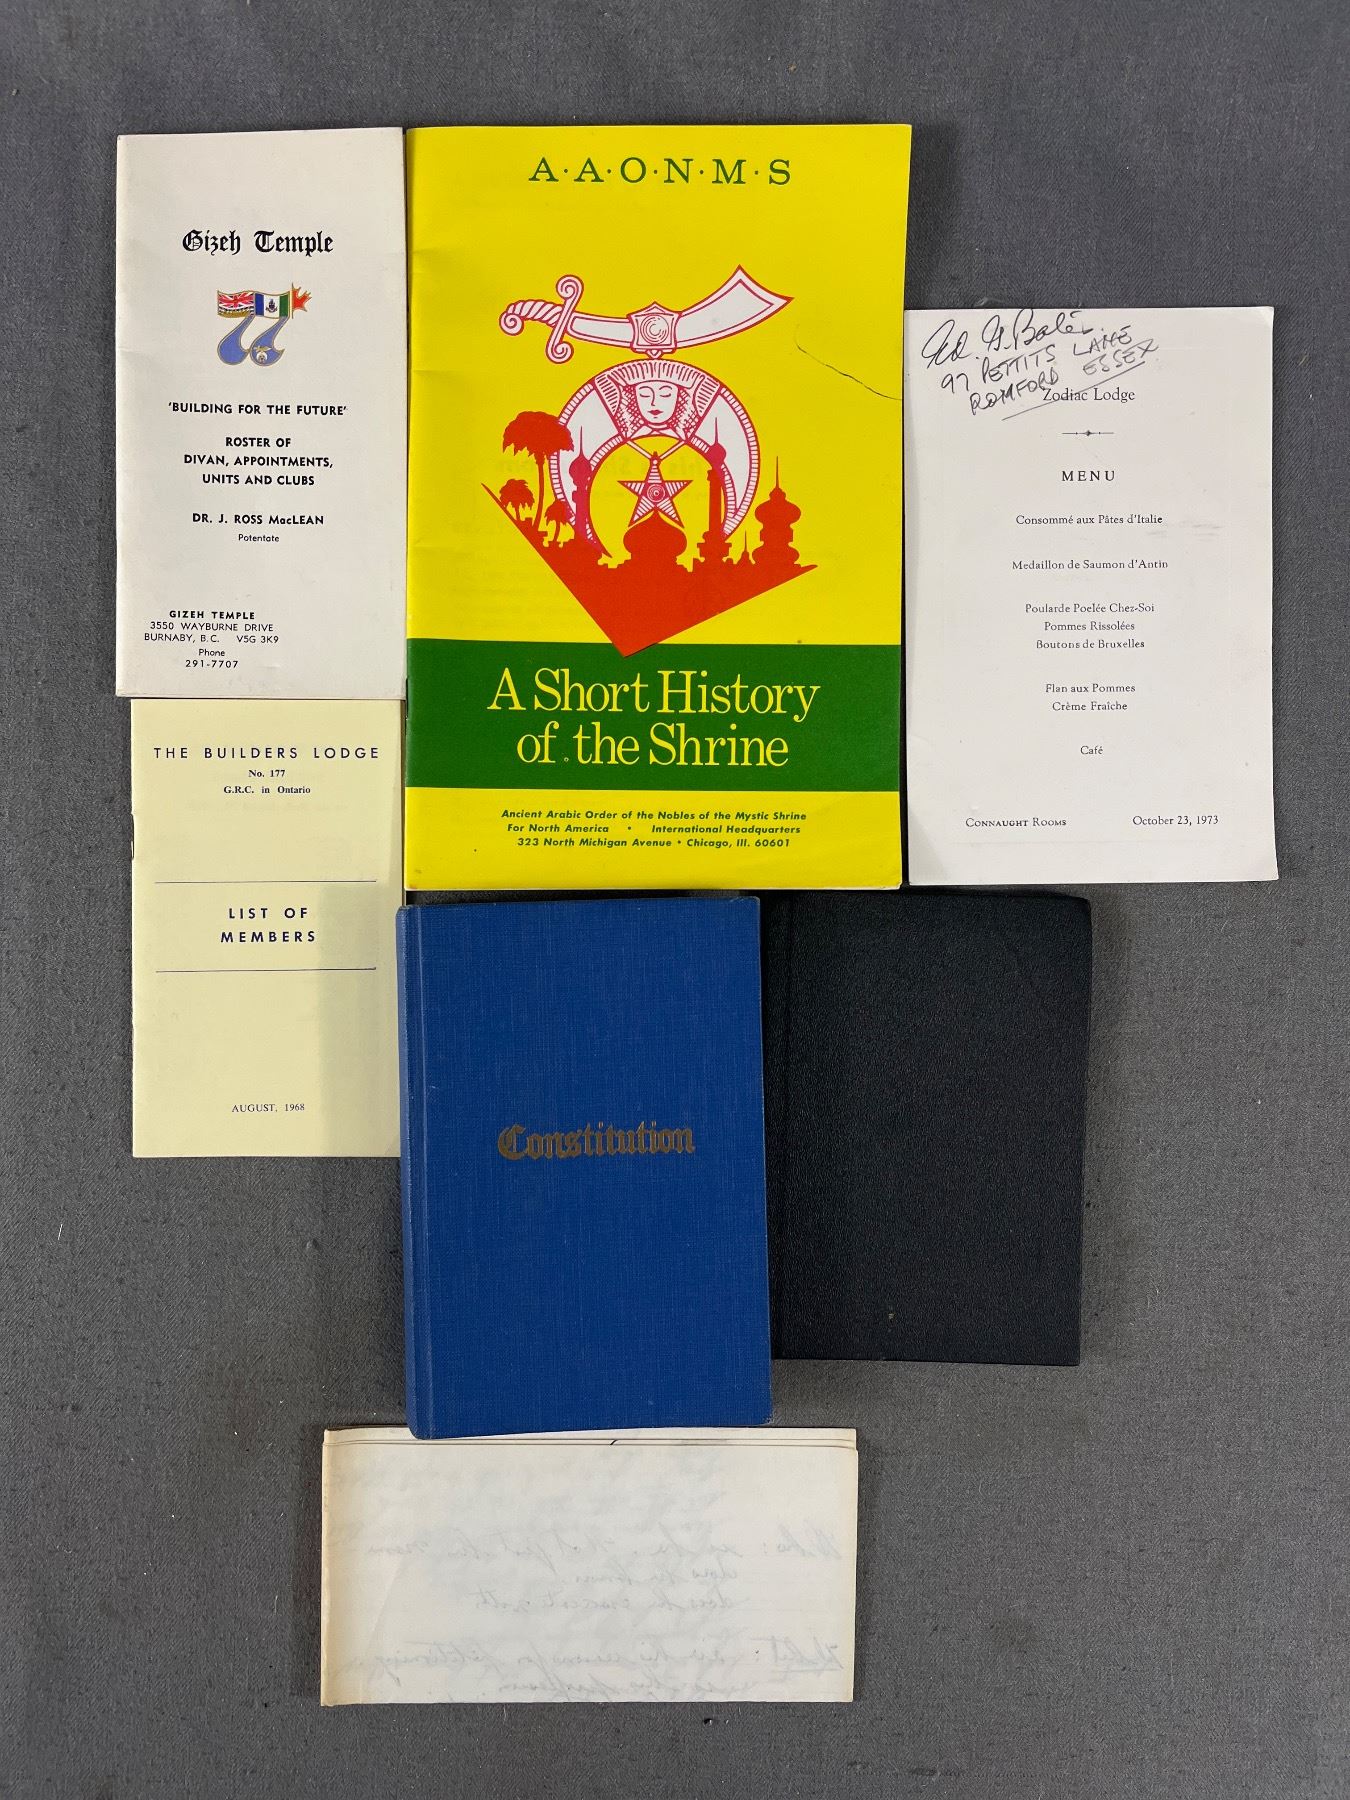 Gizeh Temple
77
'BUILDING FOR THE FUTURE'
ROSTER OF
DIVAN, APPOINTMENTS,
UNITS AND CLUBS
DR. J. ROSS MacLEAN
Potentate
GIZEH TEMPLE
3550 WAYBURNE DRIVE
BURNABY, B.C. V5G 3K9
Phone
291-7707
A·A·O·N·M·S
A Short History
of the Shrine
Ancient Arabic Order of the Nobles of the Mystic Shrine
For North America • International Headquarters
323 North Michigan Avenue • Chicago, Ill. 60601
97 PETTITS LANE
ROMFORD ESSEX
Zodiac Lodge
MENU
Consommé aux Pâtes d'Italie
Medaillon de Saumon d'Antin
Poularde Poelée Chez-Soi
Pommes Rissolées
Boutons de Bruxelles
Flan aux Pommes
Crème Fraîche
Café
CONNAUGHT ROOMS October 23, 1973
THE BUILDERS LODGE
No. 177
G.R.C. in Ontario
LIST OF
MEMBERS
AUGUST, 1968
Constitution